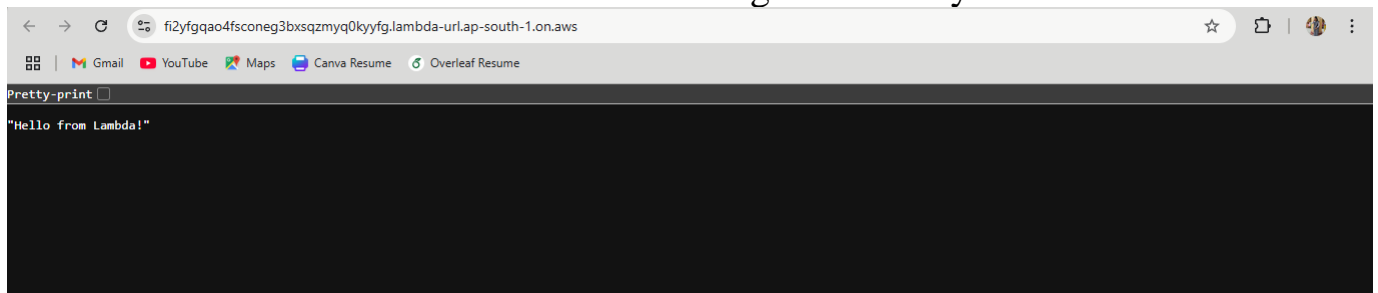 fi2yfgqao4fsconeg3bxsqzmyq0kyyfg.lambda-url.ap-south-1.on.aws
Gmail YouTube Maps Canva Resume Overleaf Resume
Pretty-print
"Hello from Lambda!"